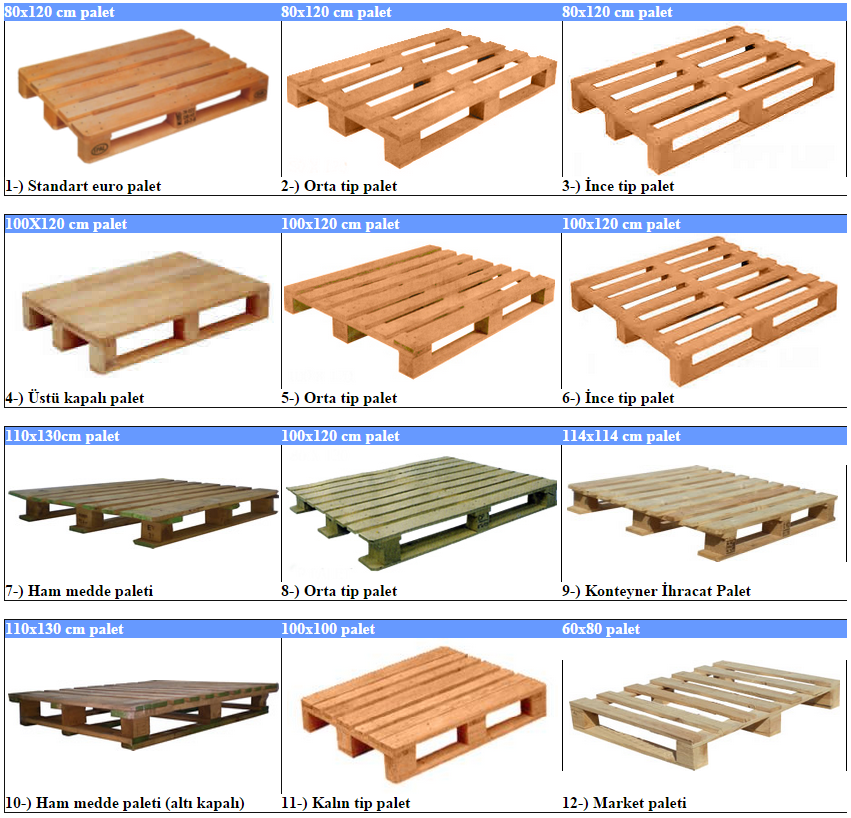 80x120 cm palet
80x120 cm palet
80x120 cm palet
1-) Standart euro palet
2-) Orta tip palet
3-) İnce tip palet
100X120 cm palet
100x120 cm palet
100x120 cm palet
4-) Üstü kapalı palet
5-) Orta tip palet
6-) İnce tip palet
110x130cm palet
100x120 cm palet
114x114 cm palet
7-) Ham medde paleti
8-) Orta tip palet
9-) Konteyner İhracat Palet
110x130 cm palet
100x100 palet
60x80 palet
10-) Ham medde paleti (altı kapalı)
11-) Kalın tip palet
12-) Market paleti